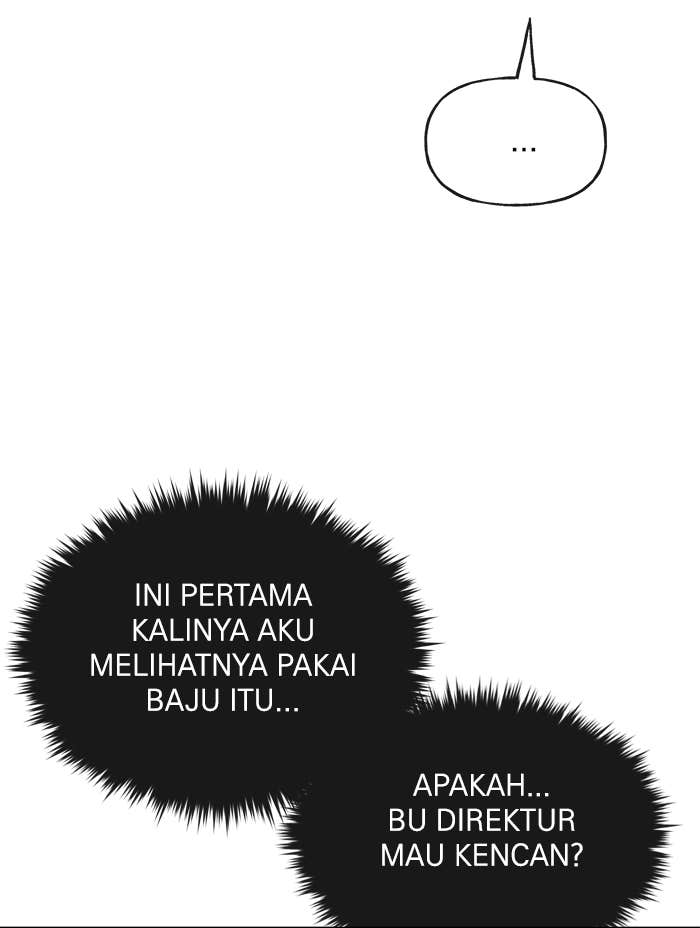 ...
INI PERTAMA
KALINYA AKU
MELIHATNYA PAKAI
BAJU ITU...
APAKAH...
BU DIREKTUR
MAU KENCAN?